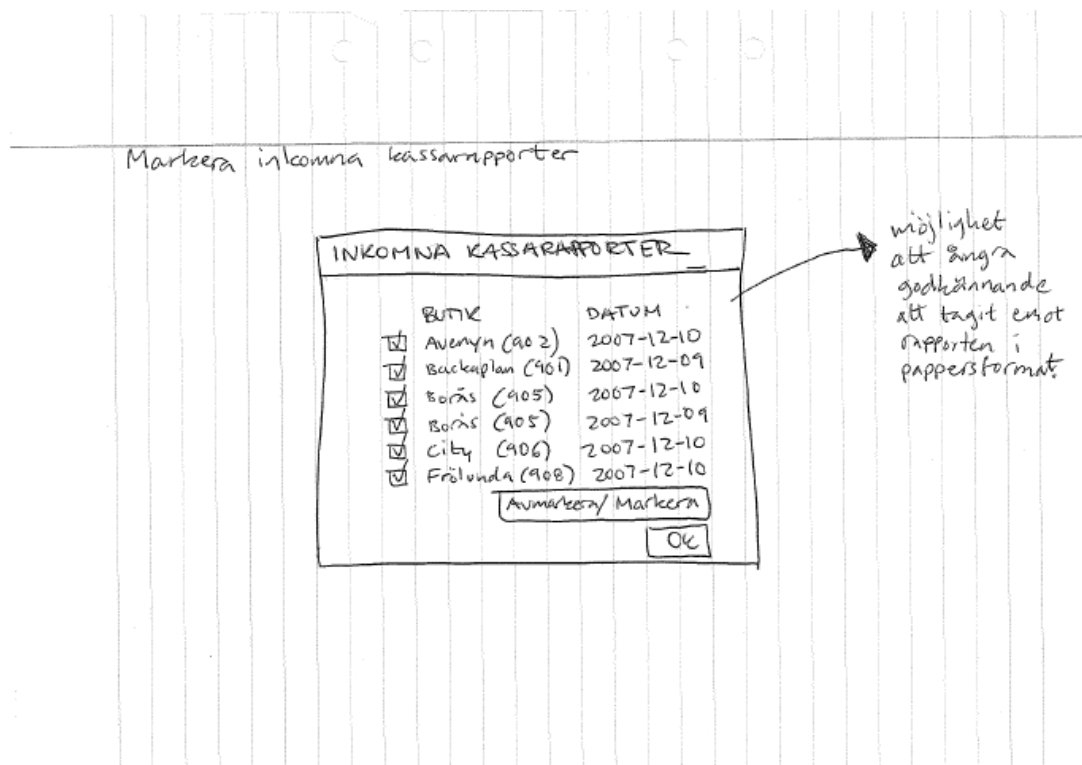 Markera inkomna kassarapporter
INKOMNA KASSARAPPORTER
BUTIK DATUM
Avenyn (902) 2007-12-10
Backaplan (901) 2007-12-09
Borås (905) 2007-12-10
Borås (905) 2007-12-09
City (906) 2007-12-10
Frölunda (908) 2007-12-10
Avmarkera/Markera
OK
möjlighet
att ångra
godkännande
att tagit emot
rapporten i
pappersformat.